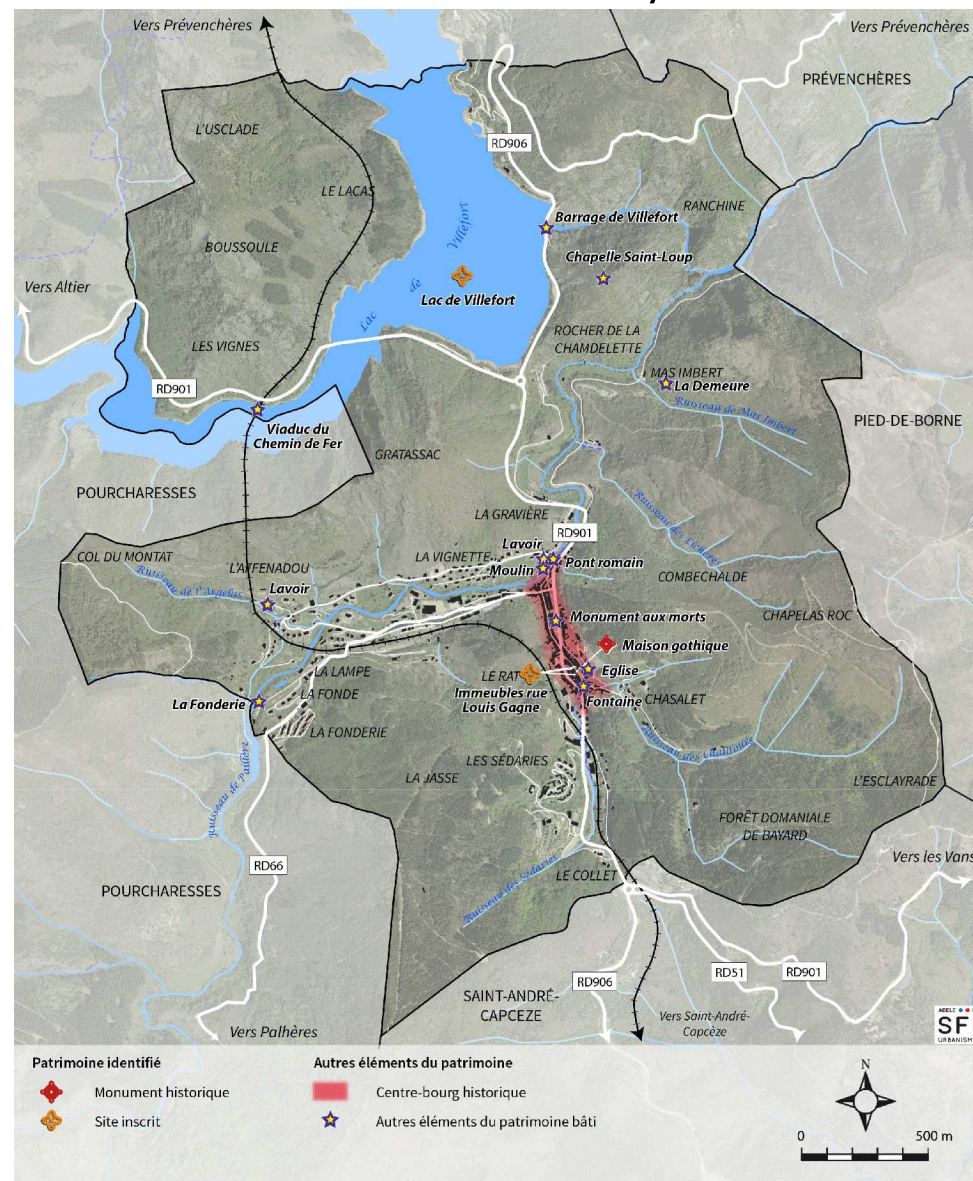 Vers Prévenchères
Vers Prévenchères
PRÉVENCHÈRES
L'USCLADE
RD906
LE LACAS
RANCHINE
Lac de Villefort
Barrage de Villefort
BOUSSOULE
Chapelle Saint-Loup
Vers Altier
Lac de Villefort
ROCHER DE LA
CHAMDELETTE
LES VIGNES
MAS IMBERT
La Demeure
RD901
Ruisseau de Mas Imbert
Viaduc du
Chemin de Fer
PIED-DE-BORNE
GRATASSAC
POURCHARESSES
LA GRAVIÈRE
RD901
Lavoir
Pont romain
Moulin
COL DU MONTAT
L'AFFENADOU
LA VIGNETTE
COMBECHALDE
Lavoir
CHAPELAS ROC
Monument aux morts
Maison gothique
LA LAMPE
LE RAT
Eglise
LA FONDE
Immeubles rue
Louis Gagne
Fontaine
CHASALET
La Fonderie
LA FONDERIE
Ruisseau de Paillère
LES SÉDARIES
LA JASSE
L'ESCLAYRADE
FORÊT DOMANIALE
DE BAYARD
Vers les Vans
RD66
LE COLLET
POURCHARESSES
Ruisseau des Sédaries
RD906
RD51
RD901
SAINT-ANDRÉ-
CAPCEZE
Vers Saint-André-
Capcèze
Vers Palhères
SF
URBANISM
Patrimoine identifié
Monument historique
Site inscrit
Autres éléments du patrimoine
Centre-bourg historique
Autres éléments du patrimoine bâti
N
0
500 m